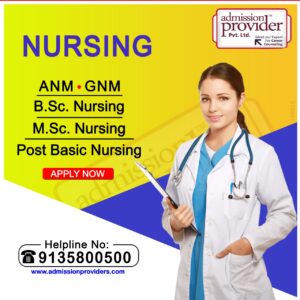 admission
provider
Pvt. Ltd.
NURSING
ANM • GNM
B.Sc. Nursing
M.Sc. Nursing
Post Basic Nursing
APPLY NOW
Helpline No:
9135800500
www.admissionproviders.com